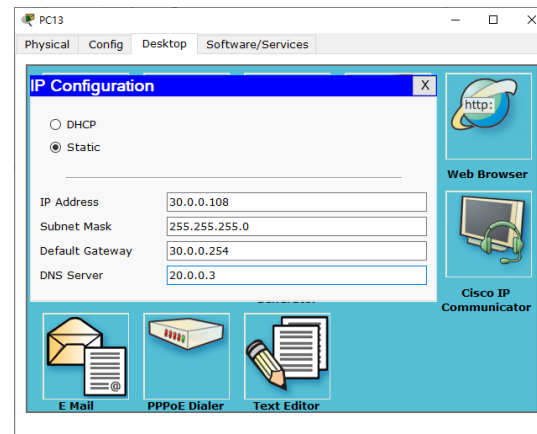 PC13
Physical Config Desktop Software/Services
IP Configuration X
http:
DHCP
Static
Web Browser
IP Address 30.0.0.108
Subnet Mask 255.255.255.0
Default Gateway 30.0.0.254
DNS Server 20.0.0.3
Cisco IP
Communicator
@
E Mail PPPoE Dialer Text Editor